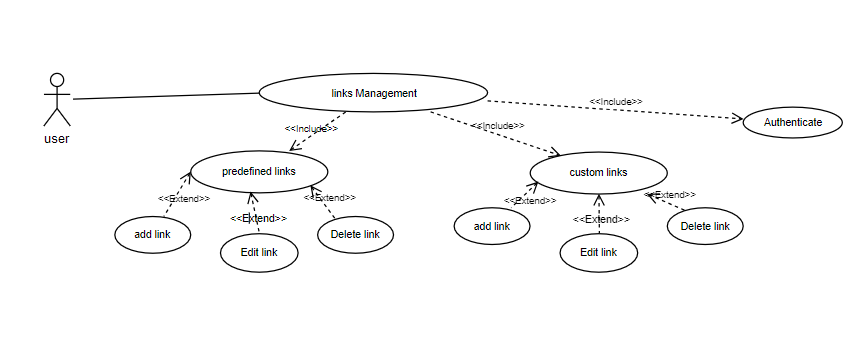 links Management
<<Include>>
Authenticate
user
<<Include>>
<<Include>>
predefined links
custom links
<<Extend>>
<<Extend>>
<<Extend>>
<<Extend>>
<<Extend>>
<<Extend>>
add link
Edit link
Delete link
add link
Edit link
Delete link